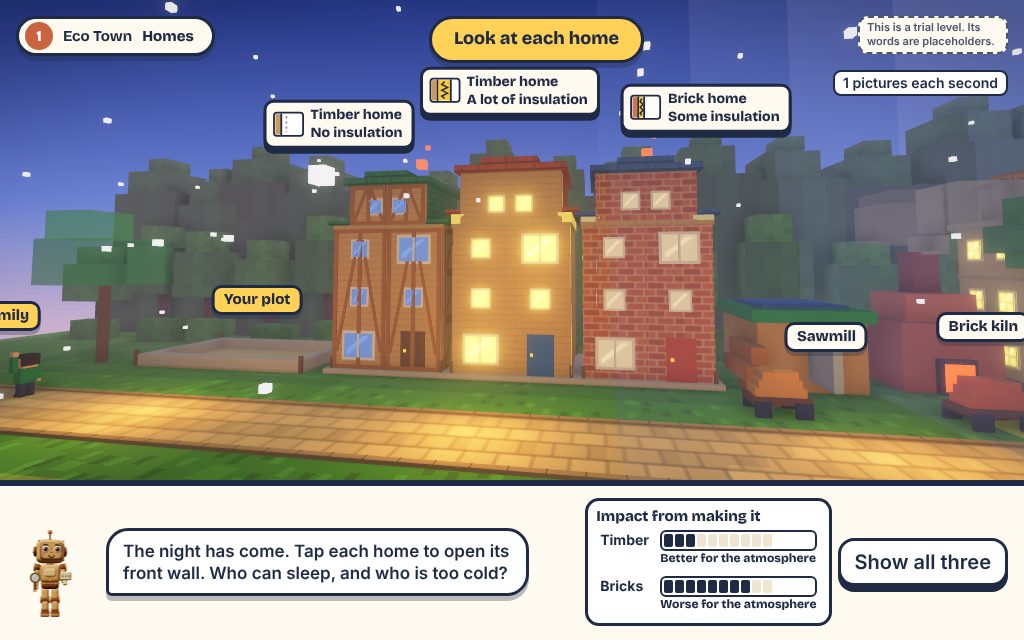 1 Eco Town Homes
Look at each home
This is a trial level. Its
words are placeholders.
1 pictures each second
Timber home
No insulation
Timber home
A lot of insulation
Brick home
Some insulation
mily
Your plot
Sawmill
Brick kiln
The night has come. Tap each home to open its
front wall. Who can sleep, and who is too cold?
Impact from making it
Timber
Better for the atmosphere
Bricks
Worse for the atmosphere
Show all three